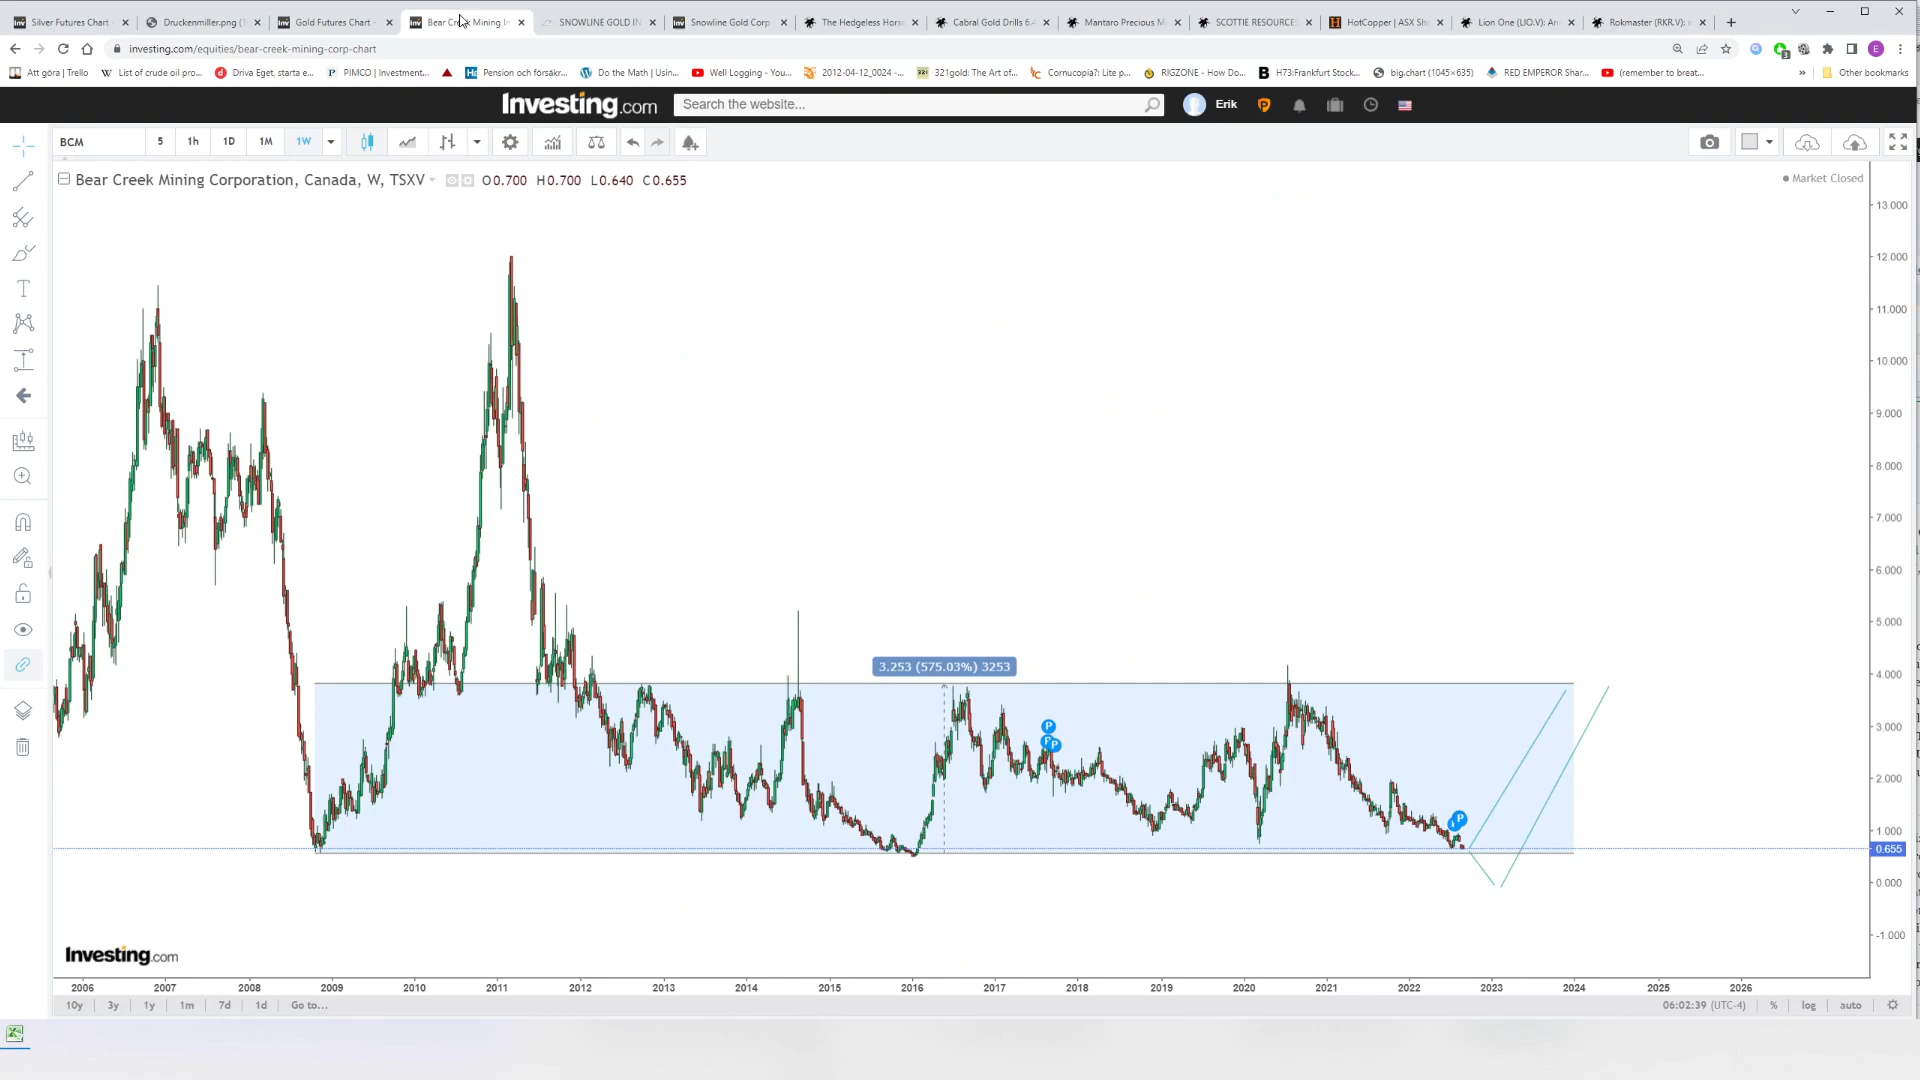 Silver Futures Chart -
Druckenmiller.png (1
Gold Futures Chart -
Bear Creek Mining In
SNOWLINE GOLD IN
Snowline Gold Corp
The Hedgeless Horse
Cabral Gold Drills 6.4
Mantaro Precious Me
SCOTTIE RESOURCES
HotCopper | ASX Sha
Lion One (LIO.V): Ann
Rokmaster (RKR.V): I
investing.com/equities/bear-creek-mining-corp-chart
Att göra | Trello
List of crude oil pro...
Driva Eget, starta e...
PIMCO | Investment...
Pension och försäkr...
Do the Math | Usin...
Well Logging - You...
2012-04-12_0024 -...
321gold: The Art of...
Cornucopia?: Lite p...
RIGZONE - How Do...
H73:Frankfurt Stock...
big.chart (1045×635)
RED EMPEROR Shar...
(remember to breat...
Other bookmarks
Investing.com
Search the website...
Erik
BCM
5
1h
1D
1M
1W
Bear Creek Mining Corporation, Canada, W, TSXV
O0.700 H0.700 L0.640 C0.655
Market Closed
13.000
12.000
11.000
10.000
9.000
8.000
7.000
6.000
5.000
4.000
3.000
2.000
1.000
0.655
0.000
-1.000
3.253 (575.03%) 3253
P
P
P
P
Investing.com
2006
2007
2008
2009
2010
2011
2012
2013
2014
2015
2016
2017
2018
2019
2020
2021
2022
2023
2024
2025
2026
10y
3y
1y
1m
7d
1d
Go to...
06:02:39 (UTC-4)
%
log
auto